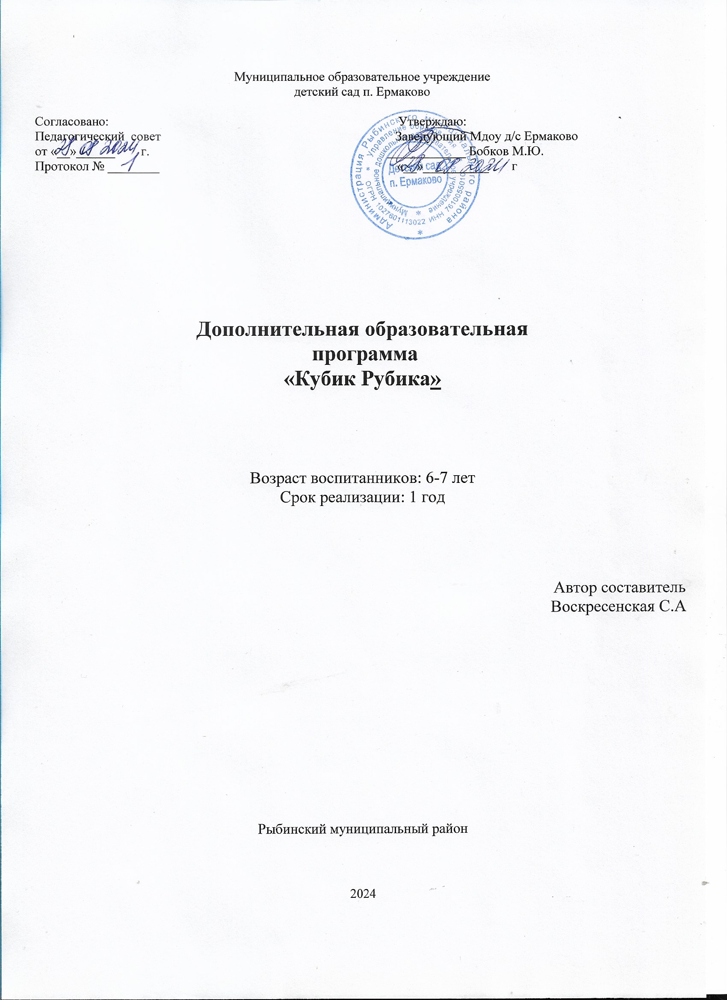 Муниципальное образовательное учреждение
детский сад п. Ермаково
Согласовано:
Педагогический совет
от «28» 08 2024 г.
Протокол № 1
Утверждаю:
Заведующий Мдоу д/с Ермаково
Бобков М.Ю.
«28» 08 2024 г
Администрация Рыбинского муниципального района
Управление образования
ОГРН 1027601113022 ИНН 7610055010
Муниципальное дошкольное образовательное учреждение
Детский сад
п. Ермаково
Дополнительная образовательная
программа
«Кубик Рубика»
Возраст воспитанников: 6-7 лет
Срок реализации: 1 год
Автор составитель
Воскресенская С.А
Рыбинский муниципальный район
2024